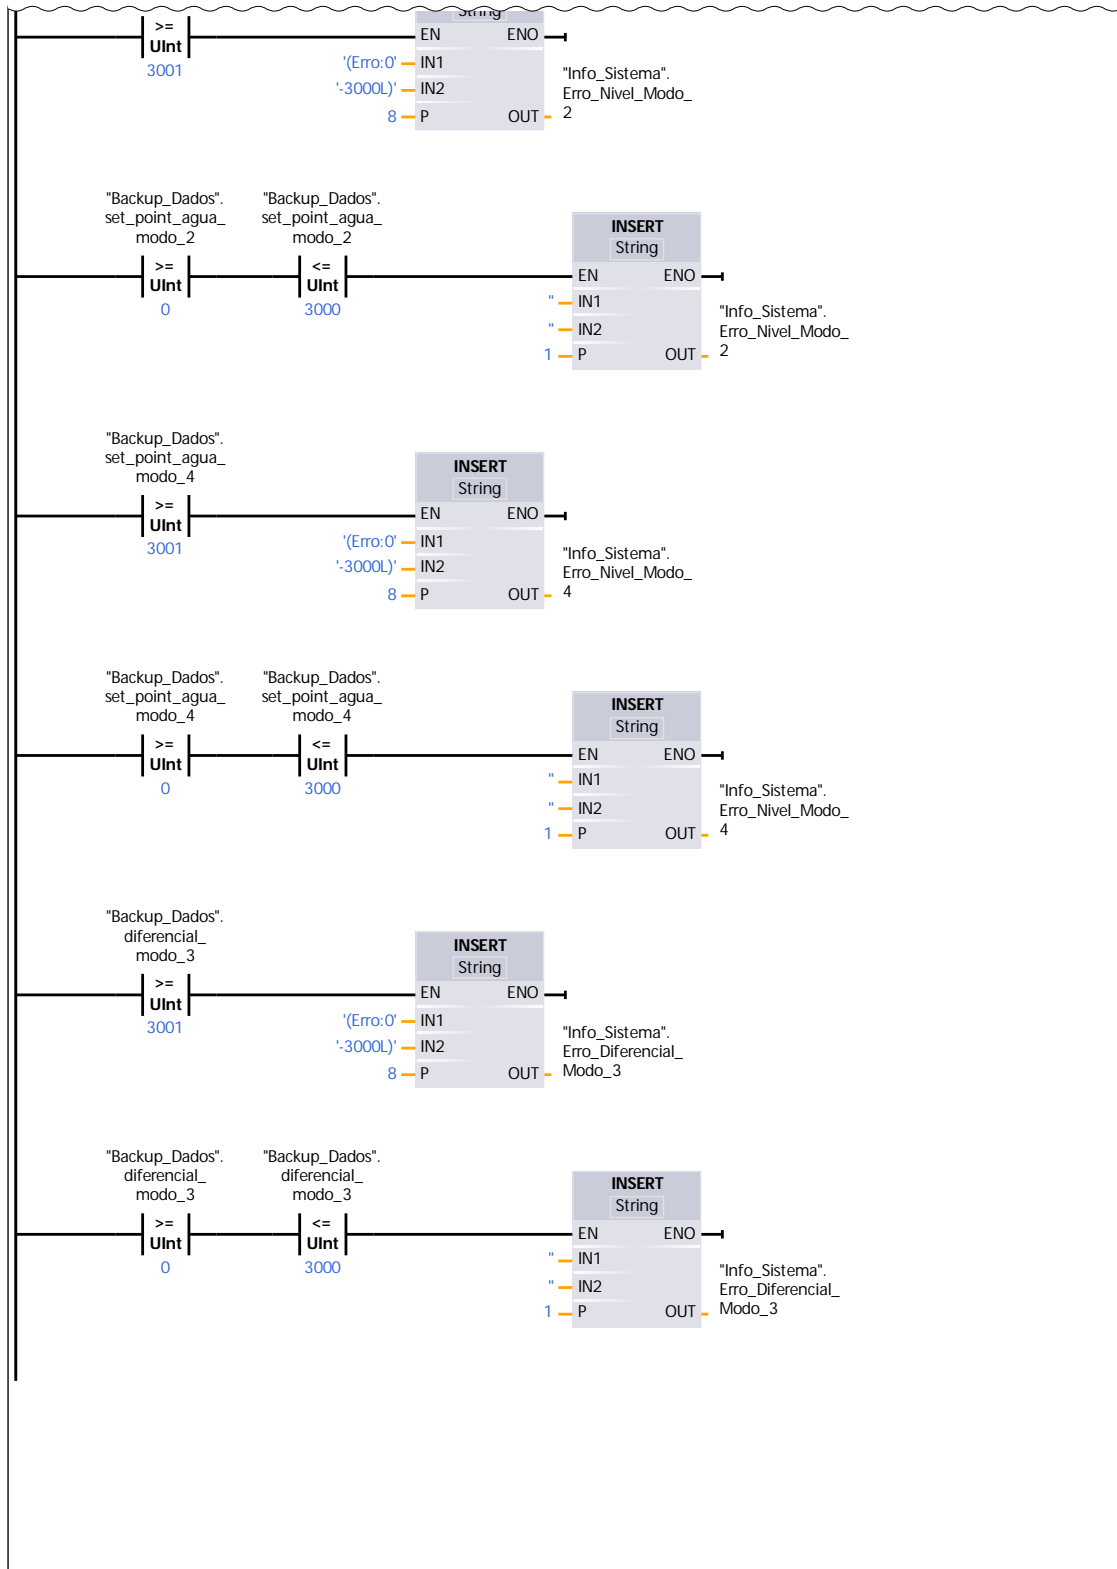 String
>=
UInt
3001
EN ENO
'(Erro:0' IN1
'-3000L)' IN2
8 P OUT
"Info_Sistema".
Erro_Nivel_Modo_
2
"Backup_Dados".
set_point_agua_
modo_2
>=
UInt
0
"Backup_Dados".
set_point_agua_
modo_2
<=
UInt
3000
INSERT
String
EN ENO
'' IN1
'' IN2
1 P OUT
"Info_Sistema".
Erro_Nivel_Modo_
2
"Backup_Dados".
set_point_agua_
modo_4
>=
UInt
3001
INSERT
String
EN ENO
'(Erro:0' IN1
'-3000L)' IN2
8 P OUT
"Info_Sistema".
Erro_Nivel_Modo_
4
"Backup_Dados".
set_point_agua_
modo_4
>=
UInt
0
"Backup_Dados".
set_point_agua_
modo_4
<=
UInt
3000
INSERT
String
EN ENO
'' IN1
'' IN2
1 P OUT
"Info_Sistema".
Erro_Nivel_Modo_
4
"Backup_Dados".
diferencial_
modo_3
>=
UInt
3001
INSERT
String
EN ENO
'(Erro:0' IN1
'-3000L)' IN2
8 P OUT
"Info_Sistema".
Erro_Diferencial_
Modo_3
"Backup_Dados".
diferencial_
modo_3
>=
UInt
0
"Backup_Dados".
diferencial_
modo_3
<=
UInt
3000
INSERT
String
EN ENO
'' IN1
'' IN2
1 P OUT
"Info_Sistema".
Erro_Diferencial_
Modo_3